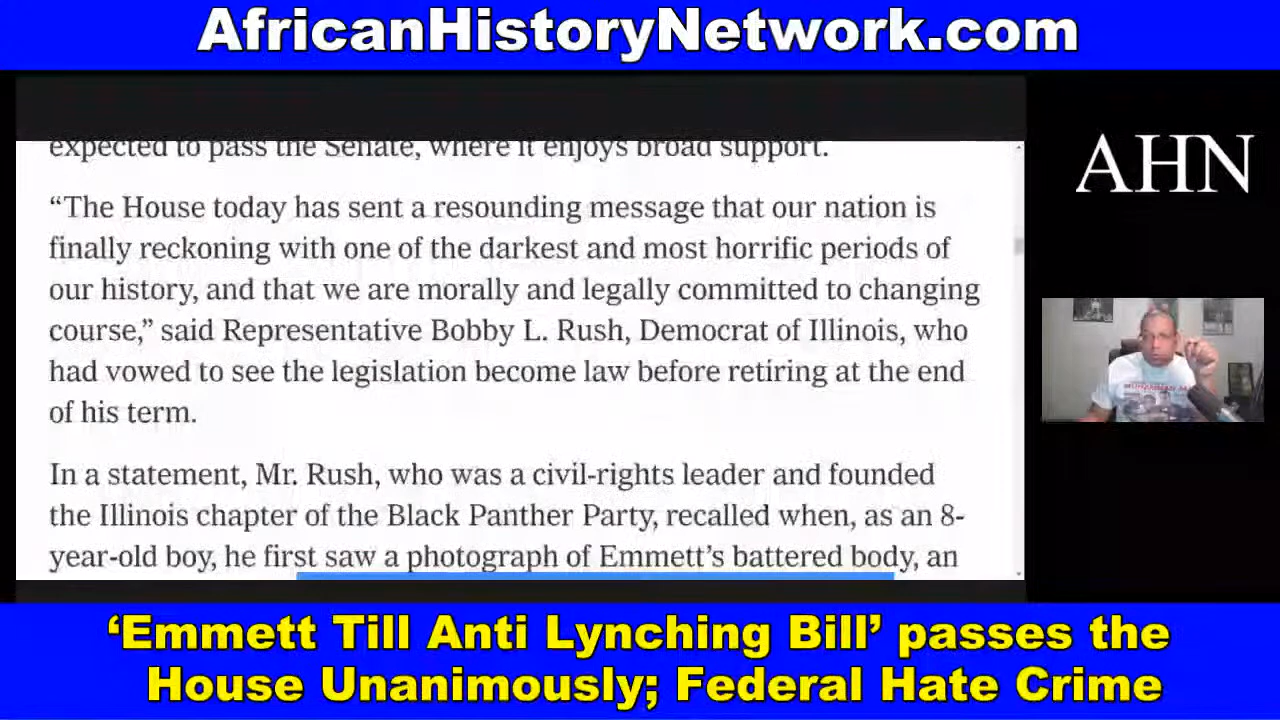 AfricanHistoryNetwork.com
expected to pass the Senate, where it enjoys broad support.
“The House today has sent a resounding message that our nation is
finally reckoning with one of the darkest and most horrific periods of
our history, and that we are morally and legally committed to changing
course,” said Representative Bobby L. Rush, Democrat of Illinois, who
had vowed to see the legislation become law before retiring at the end
of his term.
In a statement, Mr. Rush, who was a civil-rights leader and founded
the Illinois chapter of the Black Panther Party, recalled when, as an 8-
year-old boy, he first saw a photograph of Emmett’s battered body, an
AHN
‘Emmett Till Anti Lynching Bill’ passes the
House Unanimously; Federal Hate Crime